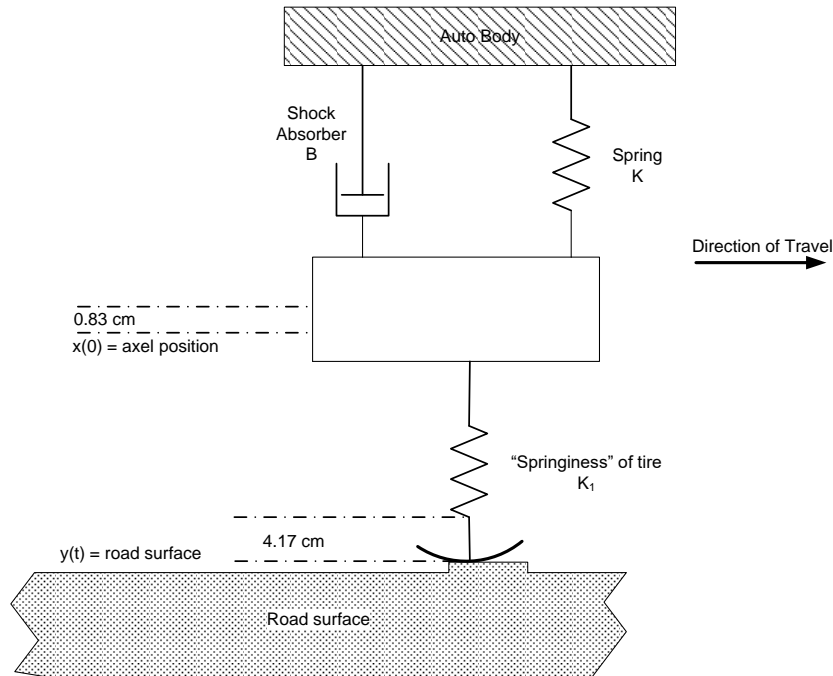 Auto Body
Shock
Absorber
B
Spring
K
Direction of Travel
0.83 cm
x(0) = axel position
“Springiness” of tire
K₁
4.17 cm
y(t) = road surface
Road surface